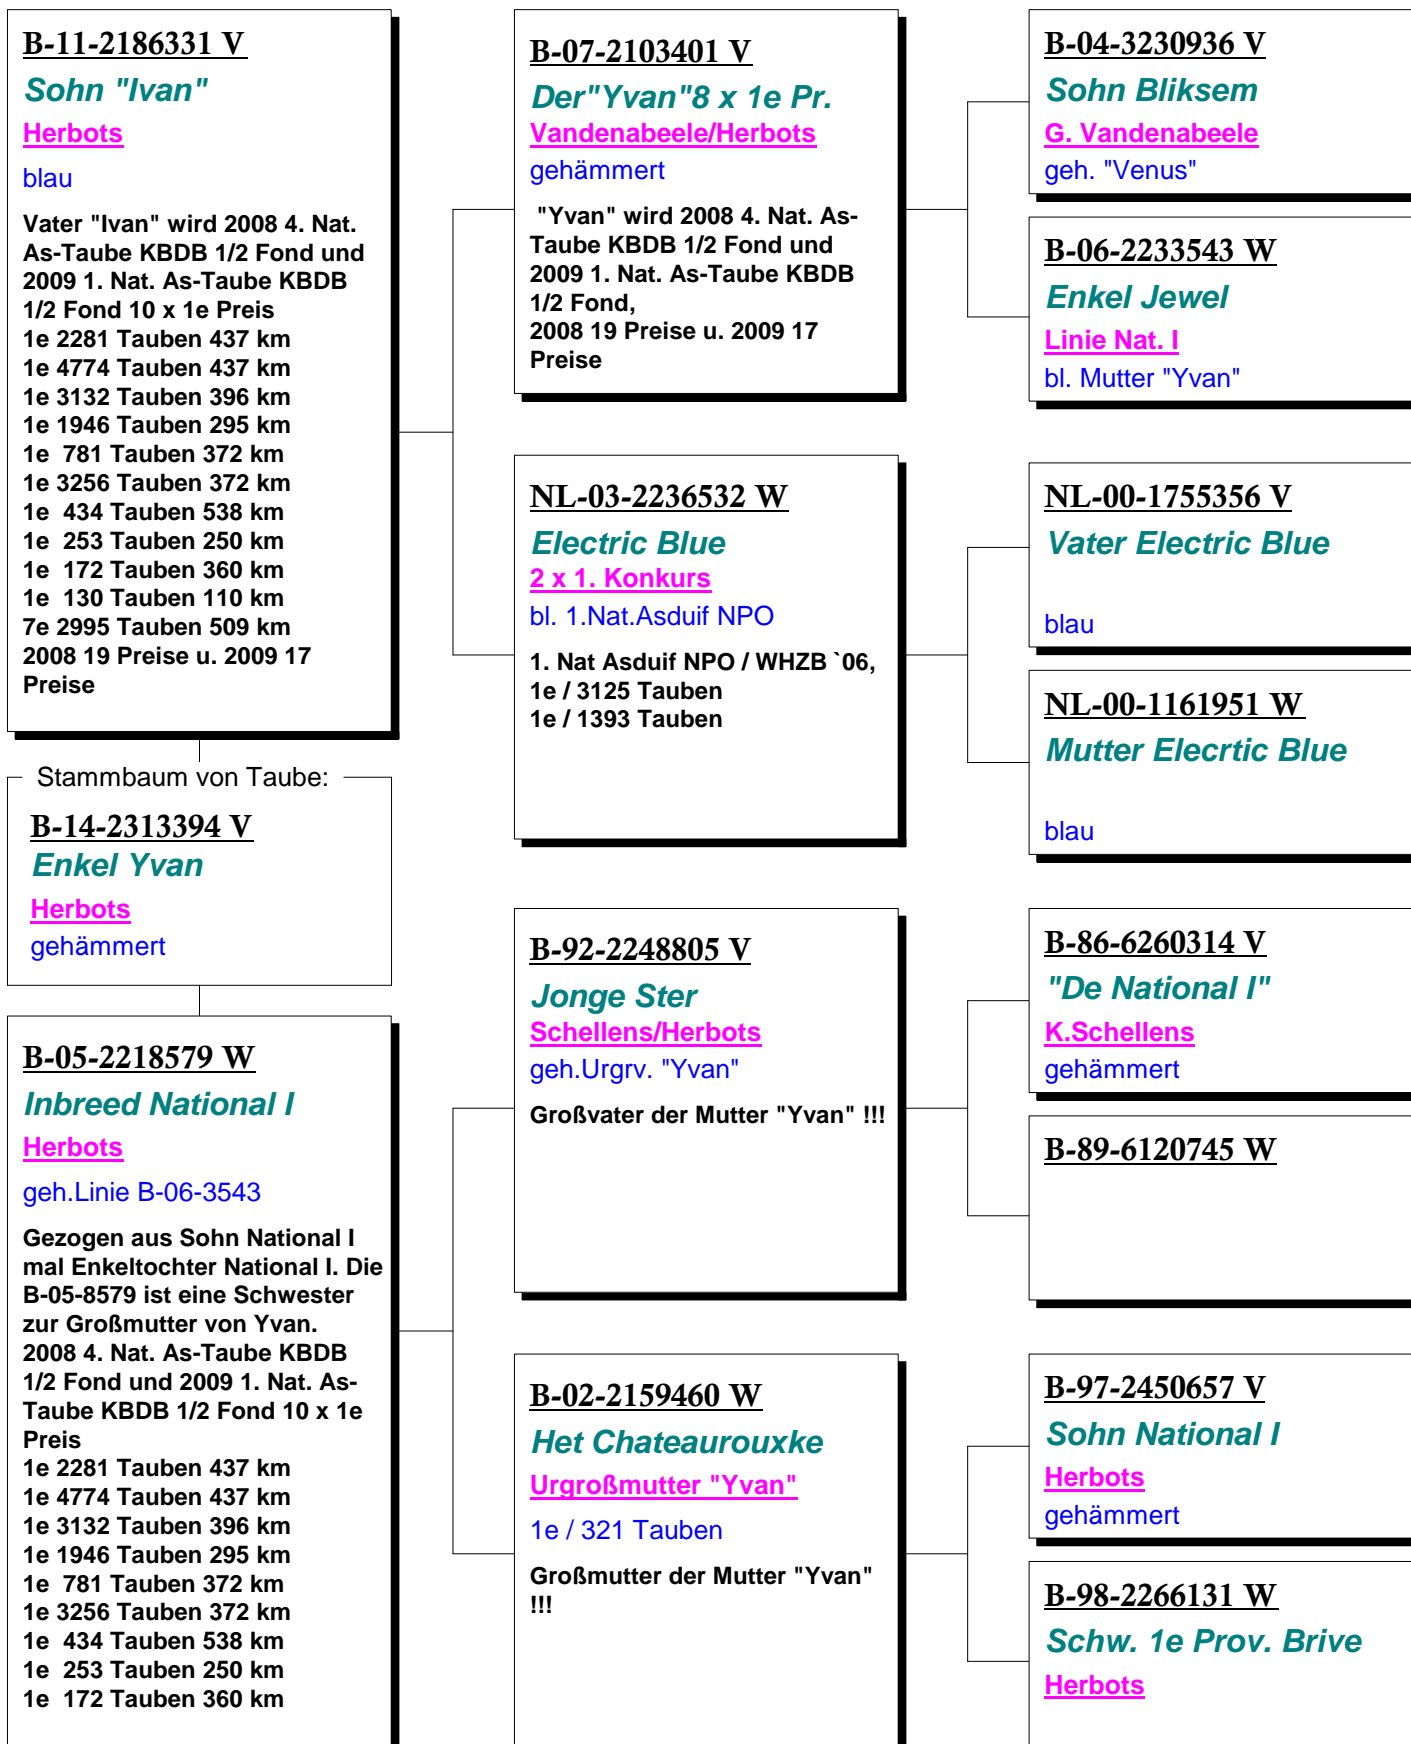 B-11-2186331 V
Sohn "Ivan"
Herbots
blau
Vater "Ivan" wird 2008 4. Nat.
As-Taube KBDB 1/2 Fond und
2009 1. Nat. As-Taube KBDB
1/2 Fond 10 x 1e Preis
1e 2281 Tauben 437 km
1e 4774 Tauben 437 km
1e 3132 Tauben 396 km
1e 1946 Tauben 295 km
1e 781 Tauben 372 km
1e 3256 Tauben 372 km
1e 434 Tauben 538 km
1e 253 Tauben 250 km
1e 172 Tauben 360 km
1e 130 Tauben 110 km
7e 2995 Tauben 509 km
2008 19 Preise u. 2009 17
Preise
Stammbaum von Taube:
B-14-2313394 V
Enkel Yvan
Herbots
gehämmert
B-05-2218579 W
Inbreed National I
Herbots
geh.Linie B-06-3543
Gezogen aus Sohn National I
mal Enkeltochter National I. Die
B-05-8579 ist eine Schwester
zur Großmutter von Yvan.
2008 4. Nat. As-Taube KBDB
1/2 Fond und 2009 1. Nat. As-
Taube KBDB 1/2 Fond 10 x 1e
Preis
1e 2281 Tauben 437 km
1e 4774 Tauben 437 km
1e 3132 Tauben 396 km
1e 1946 Tauben 295 km
1e 781 Tauben 372 km
1e 3256 Tauben 372 km
1e 434 Tauben 538 km
1e 253 Tauben 250 km
1e 172 Tauben 360 km
B-07-2103401 V
Der"Yvan"8 x 1e Pr.
Vandenabeele/Herbots
gehämmert
"Yvan" wird 2008 4. Nat. As-
Taube KBDB 1/2 Fond und
2009 1. Nat. As-Taube KBDB
1/2 Fond,
2008 19 Preise u. 2009 17
Preise
NL-03-2236532 W
Electric Blue
2 x 1. Konkurs
bl. 1.Nat.Asduif NPO
1. Nat Asduif NPO / WHZB `06,
1e / 3125 Tauben
1e / 1393 Tauben
B-92-2248805 V
Jonge Ster
Schellens/Herbots
geh.Urgrv. "Yvan"
Großvater der Mutter "Yvan" !!!
B-02-2159460 W
Het Chateaurouxke
Urgroßmutter "Yvan"
1e / 321 Tauben
Großmutter der Mutter "Yvan"
!!!
B-04-3230936 V
Sohn Bliksem
G. Vandenabeele
geh. "Venus"
B-06-2233543 W
Enkel Jewel
Linie Nat. I
bl. Mutter "Yvan"
NL-00-1755356 V
Vater Electric Blue
blau
NL-00-1161951 W
Mutter Elecrtic Blue
blau
B-86-6260314 V
"De National I"
K.Schellens
gehämmert
B-89-6120745 W
B-97-2450657 V
Sohn National I
Herbots
gehämmert
B-98-2266131 W
Schw. 1e Prov. Brive
Herbots